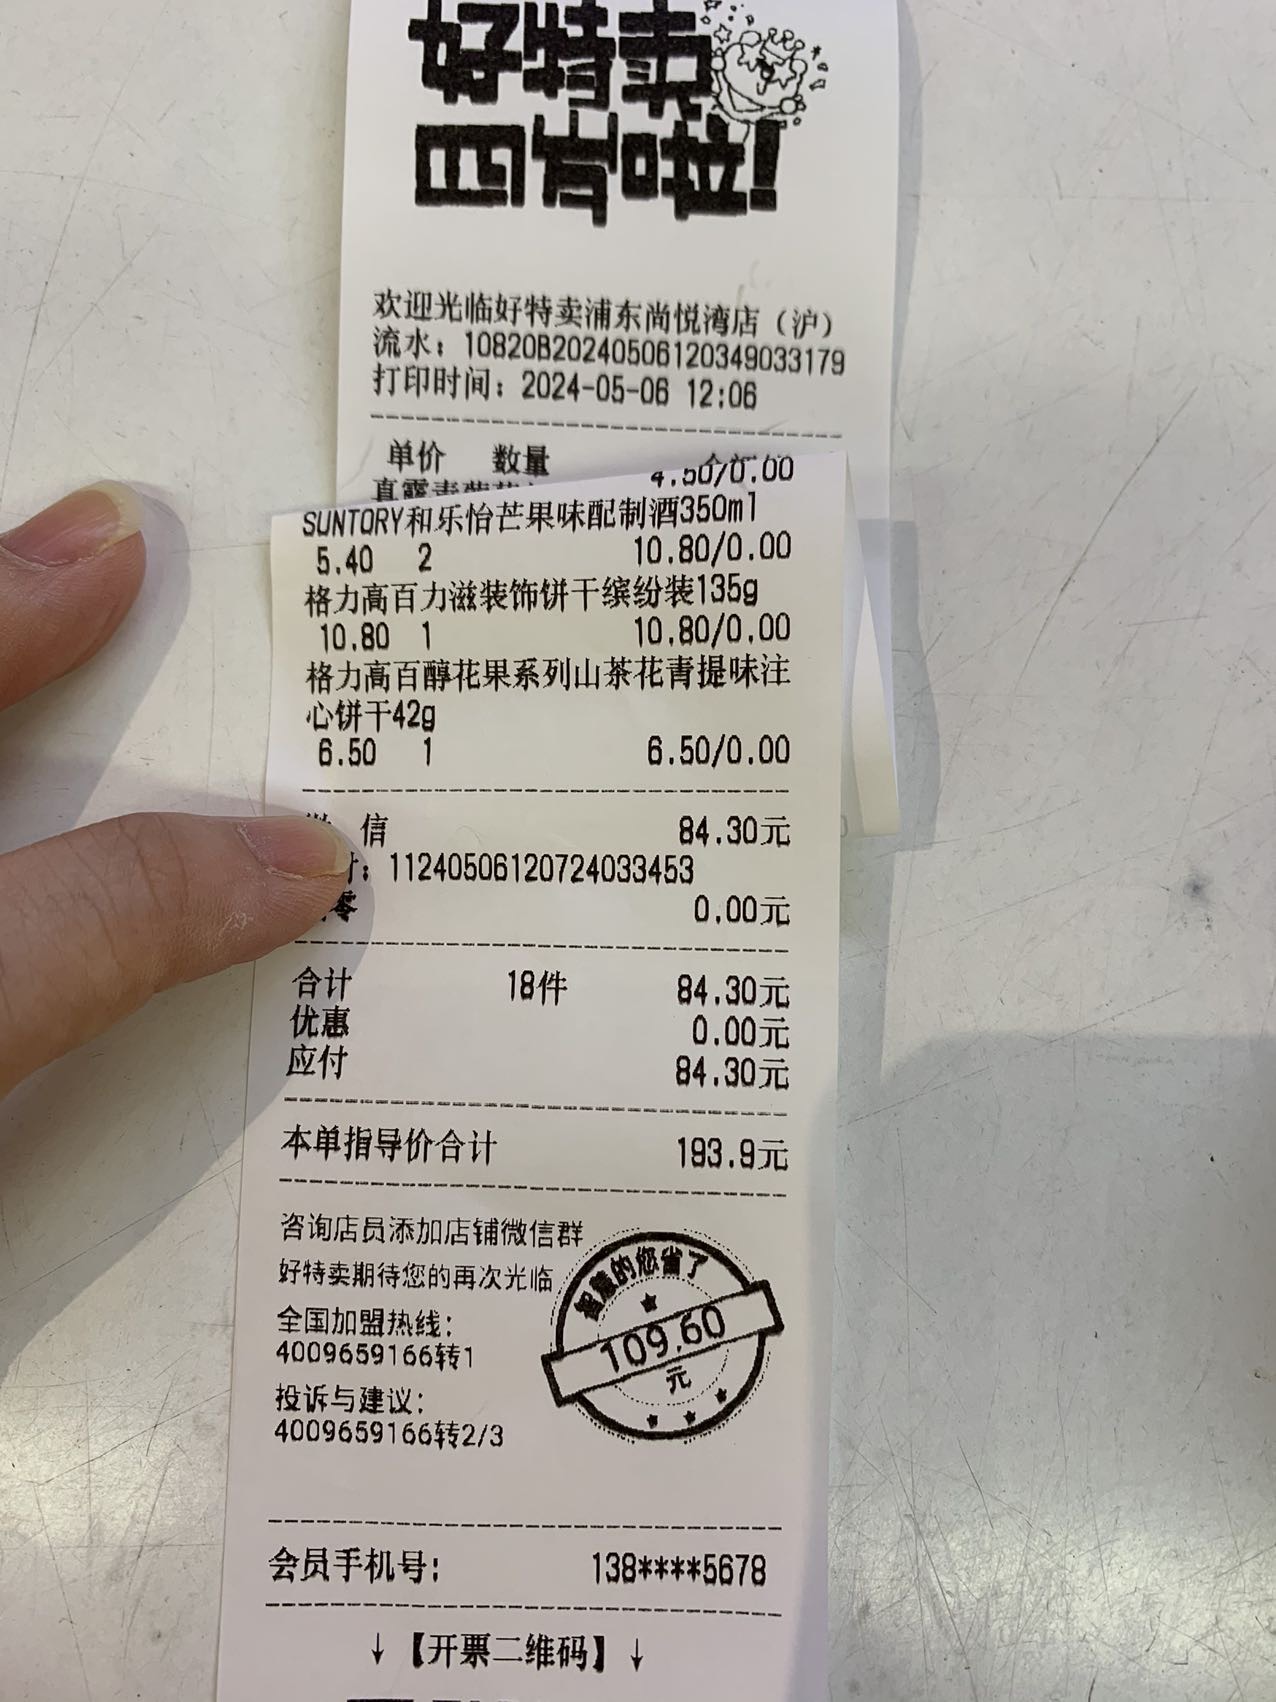 好特卖
欢迎光临好特卖浦东尚悦湾店（沪）
流水：10820B20240506120349033179
打印时间：2024-05-06 12:06
单价 数量
4.50/0.00
SUNTORY和乐怡芒果味配制酒350ml
5.40 2 10.80/0.00
格力高百力滋装饰饼干缤纷装135g
10.80 1 10.80/0.00
格力高百醇花果系列山茶花青提味注
心饼干42g
6.50 1 6.50/0.00
信 84.30元
：11240506120724033453
零 0.00元
合计 18件 84.30元
优惠 0.00元
应付 84.30元
本单指导价合计 193.9元
咨询店员添加店铺微信群
好特卖期待您的再次光临
全国加盟热线：
4009659166转1
投诉与建议：
4009659166转2/3
智慧的您省了
109.60
元
会员手机号: 138****5678
↓【开票二维码】↓